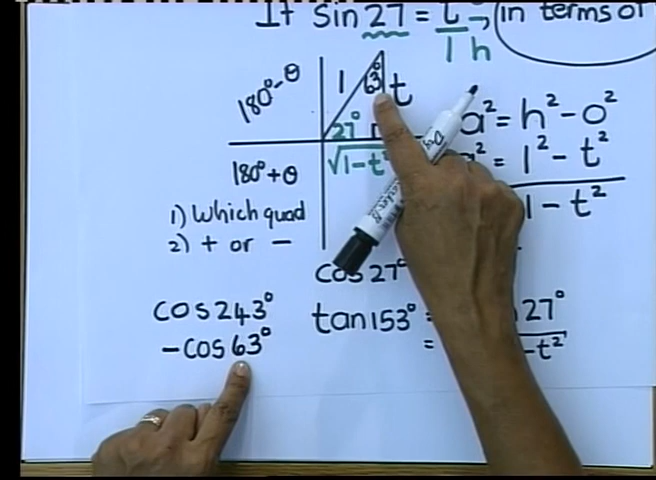 If Sin 27 = t/1 → in terms of
h
180° - θ
1
63°
t
27°
√1-t²
180° + θ
1) Which quad
2) + or -
a² = h² - o²
a² = 1² - t²
1 - t²
cos 27°
cos 243°
-cos 63°
tan 153° =
27°
=
-t²